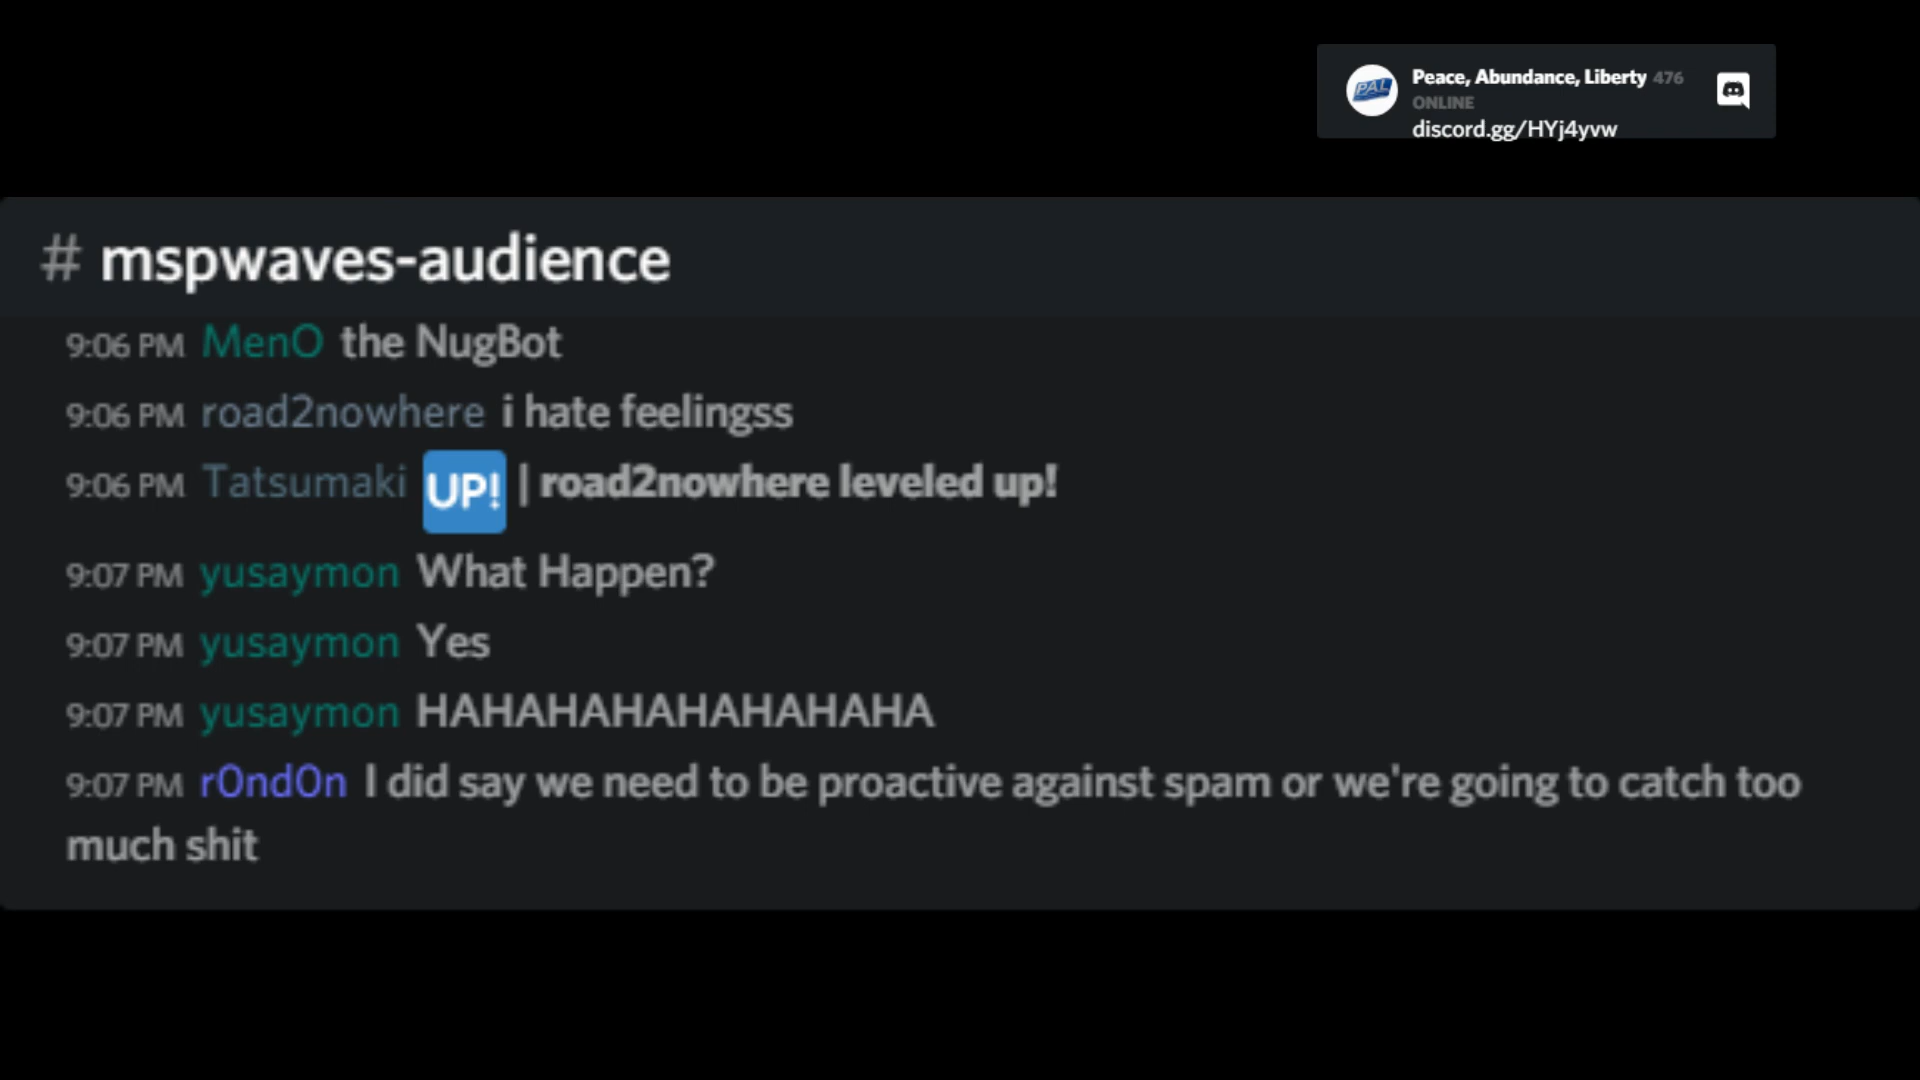 Peace, Abundance, Liberty 476
ONLINE
discord.gg/HYj4yvw
PAL
# mspwaves-audience
9:06 PM MenO the NugBot
9:06 PM road2nowhere i hate feelingss
9:06 PM Tatsumaki UP! | road2nowhere leveled up!
9:07 PM yusaymon What Happen?
9:07 PM yusaymon Yes
9:07 PM yusaymon HAHAHAHAHAHAHAHA
9:07 PM r0nd0n I did say we need to be proactive against spam or we're going to catch too
much shit